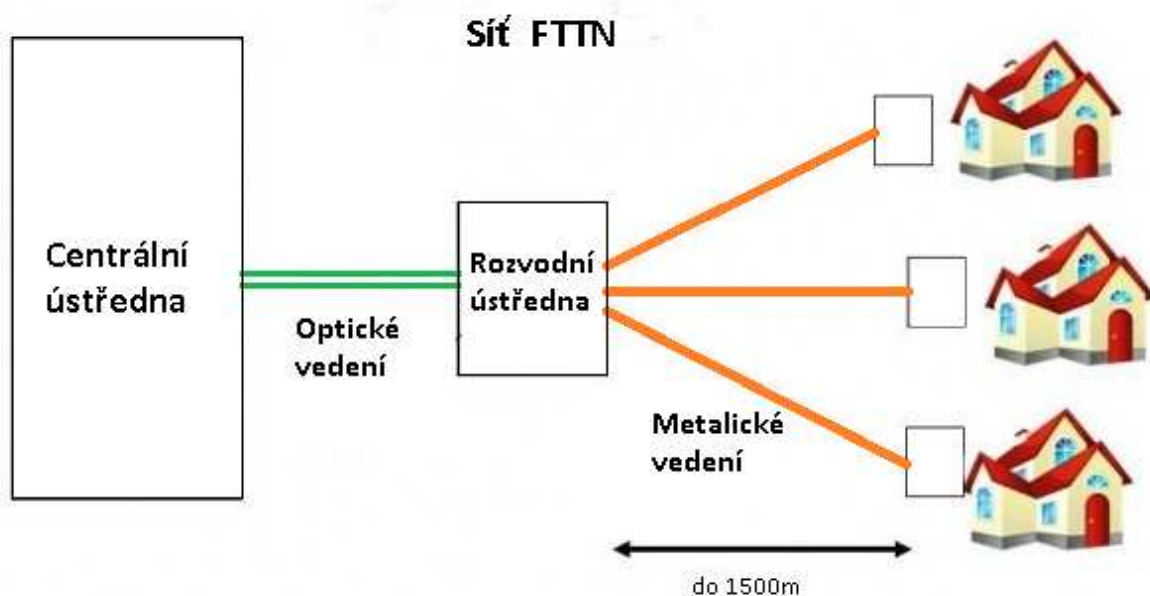 Síť FTTN
Centrální
ústředna
Optické
vedení
Rozvodní
ústředna
Metalické
vedení
do 1500m